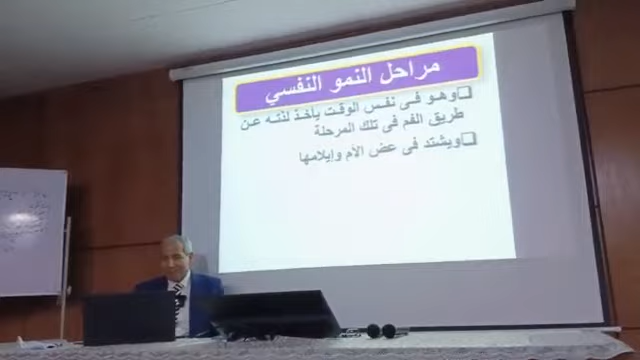 مراحل النمو النفسي
وهو فى نفس الوقت يأخذ لذته عن
طريق الفم فى تلك المرحلة
ويشتد فى عض الأم وإيلامها